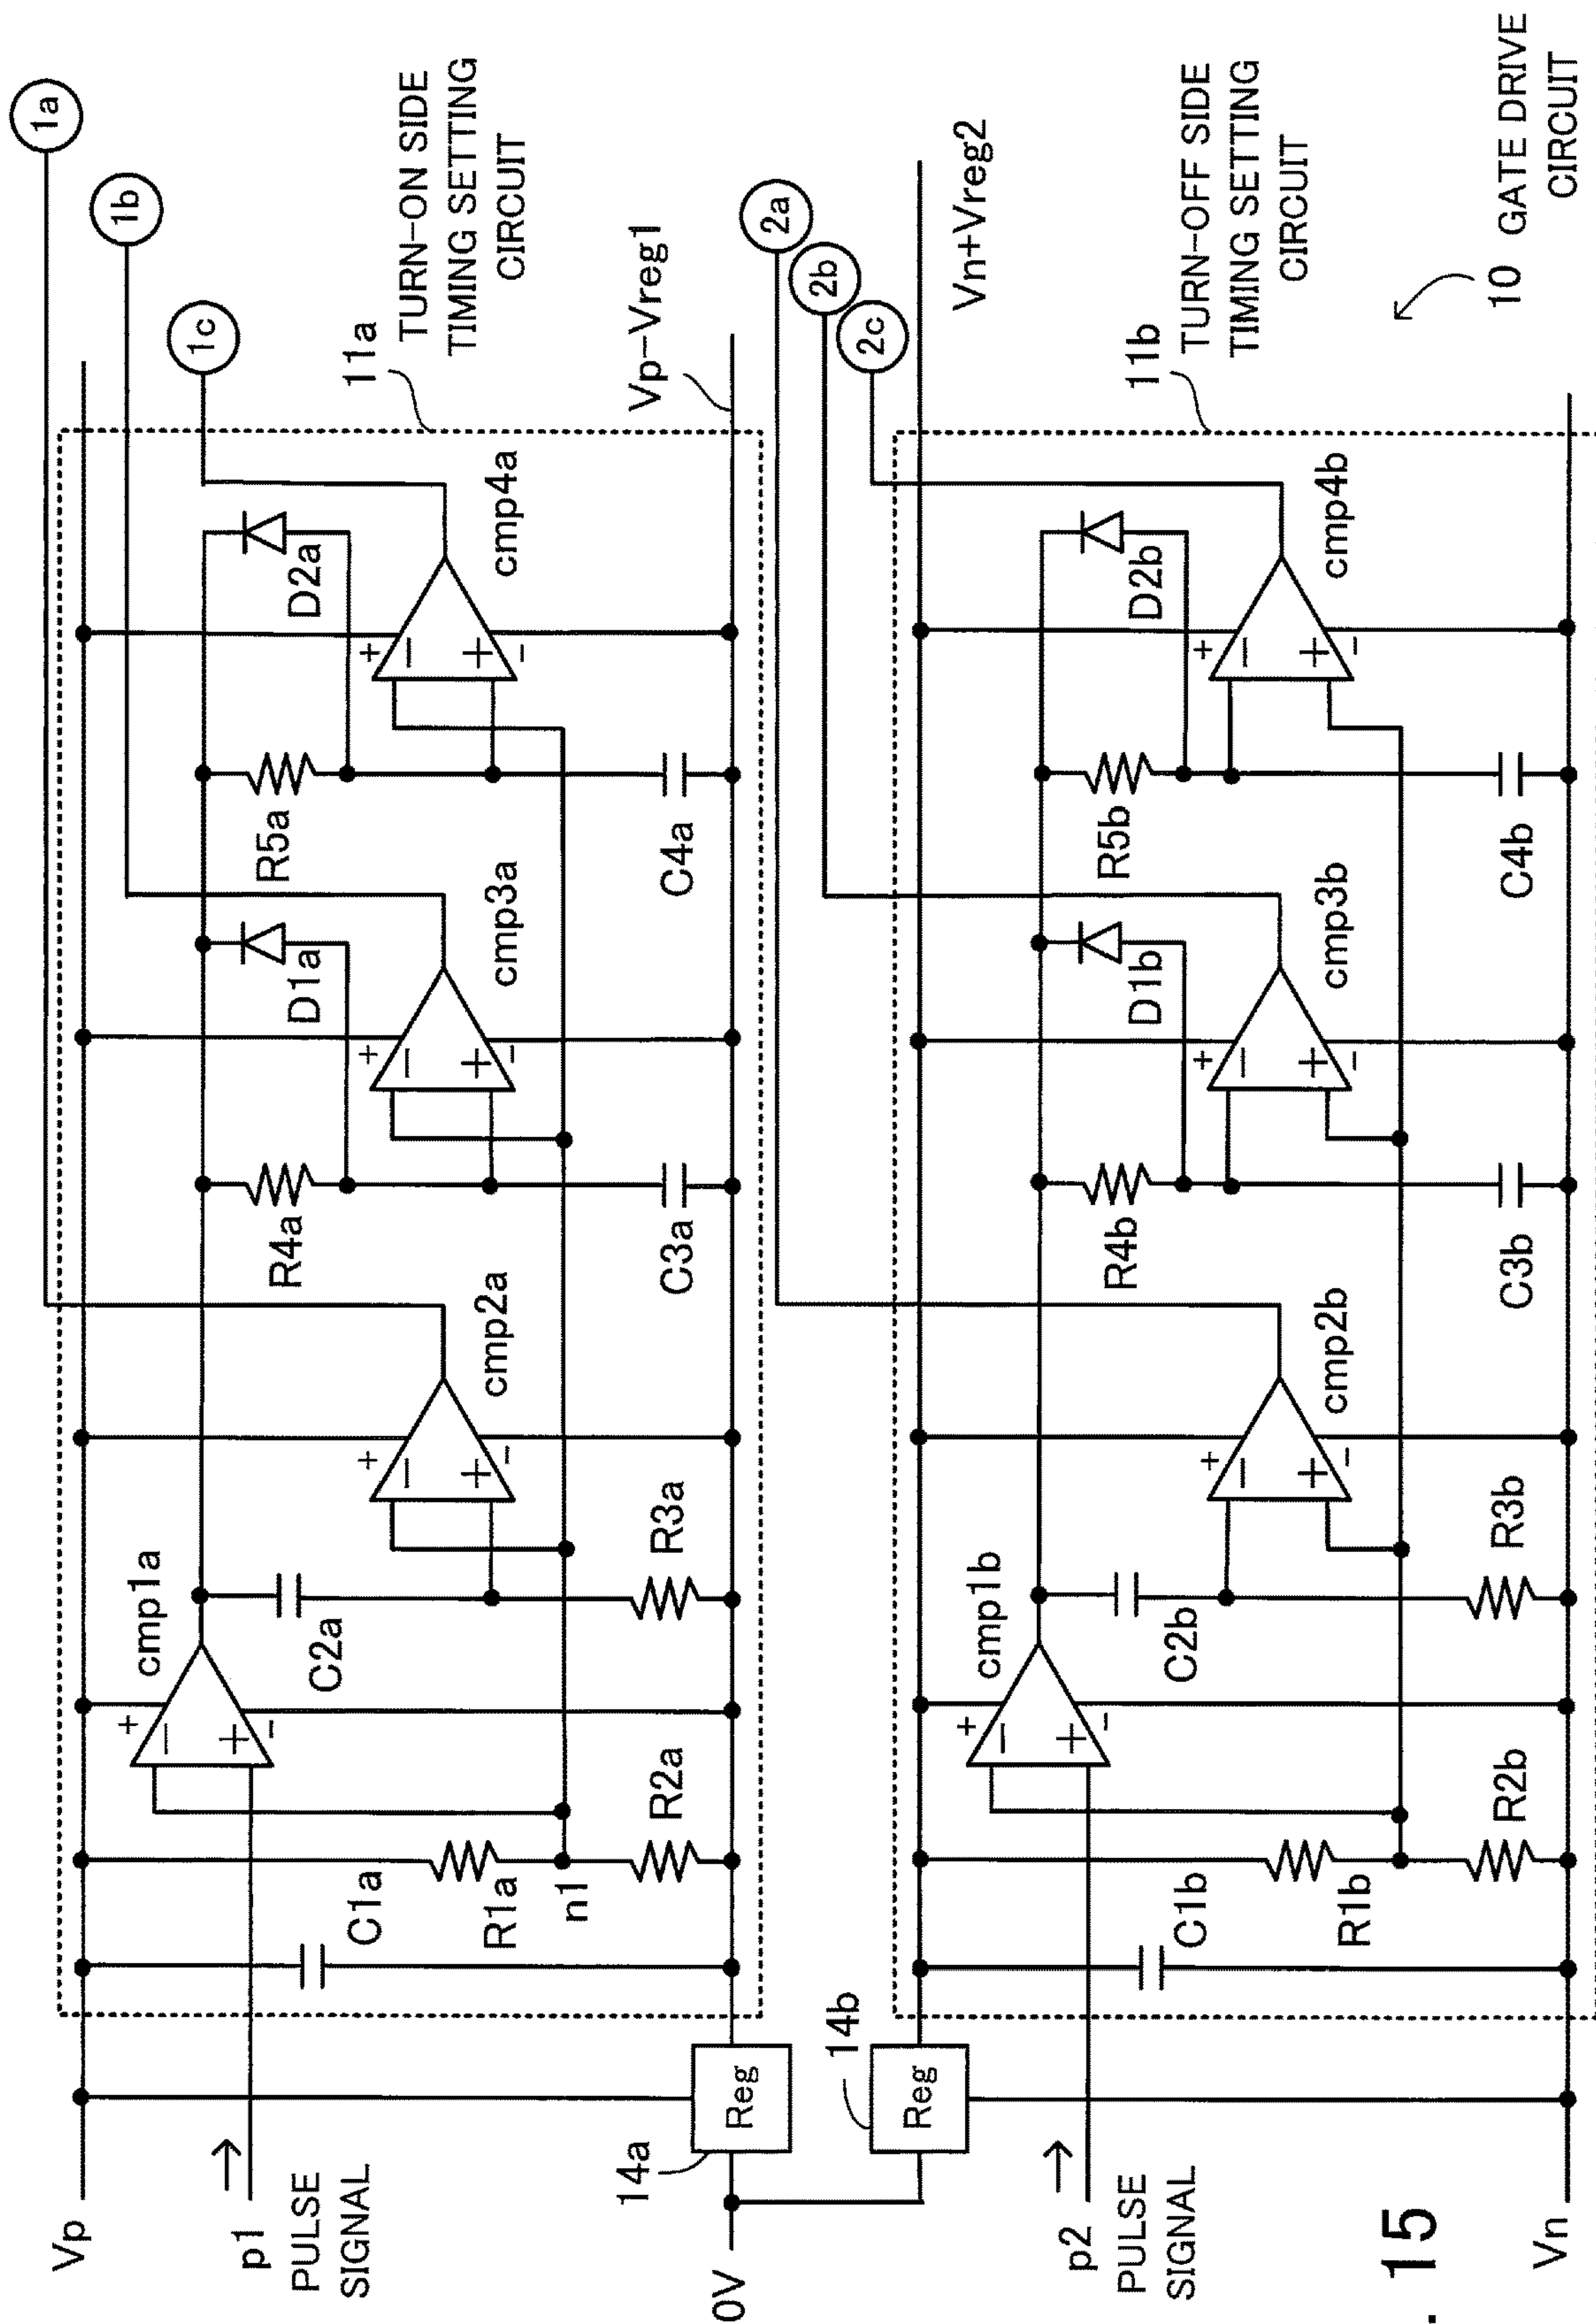 1a
1b
1c
TURN-ON SIDE
TIMING SETTING
CIRCUIT
11a
Vp-Vreg1
Vp
p1
PULSE
SIGNAL
0V
14a
Reg
C1a
R1a
n1
R2a
cmp1a
+
−
+
−
C2a
R3a
cmp2a
+
−
+
−
R4a
C3a
D1a
cmp3a
+
−
+
−
R5a
C4a
D2a
cmp4a
+
−
+
−
2a
2b
2c
Vn+Vreg2
TURN-OFF SIDE
TIMING SETTING
CIRCUIT
11b
10 GATE DRIVE
CIRCUIT
14b
Reg
p2
PULSE
SIGNAL
Vn
C1b
R1b
R2b
cmp1b
+
−
+
−
C2b
R3b
cmp2b
+
−
+
−
R4b
C3b
D1b
cmp3b
+
−
+
−
R5b
C4b
D2b
cmp4b
+
−
+
−
. 15